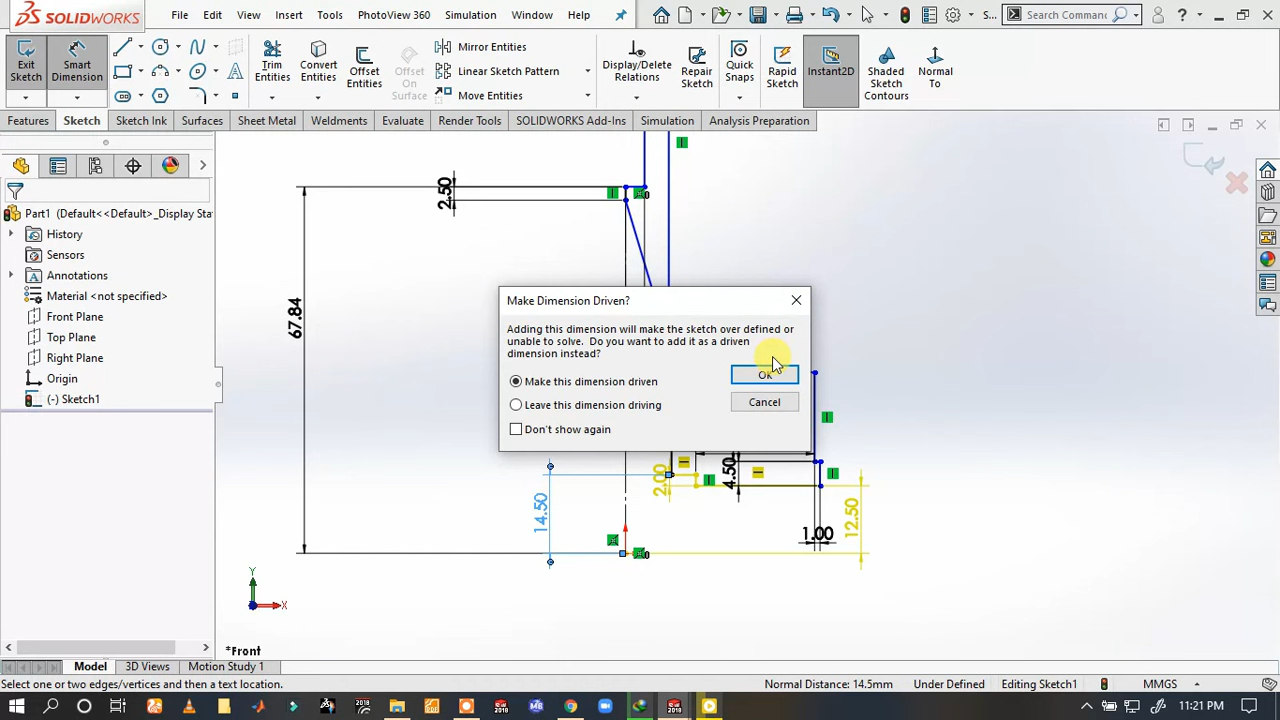 SOLIDWORKS
File Edit View Insert Tools PhotoView 360 Simulation Window Help
S...
Search Comman
?
Exit Sketch
Smart Dimension
Trim Entities
Convert Entities
Offset Entities
Offset On Surface
Mirror Entities
Linear Sketch Pattern
Move Entities
Display/Delete Relations
Repair Sketch
Quick Snaps
Rapid Sketch
Instant2D
Shaded Sketch Contours
Normal To
Features Sketch Sketch Ink Surfaces Sheet Metal Weldments Evaluate Render Tools SOLIDWORKS Add-Ins Simulation Analysis Preparation
Part1 (Default<<Default>_Display Sta
History
Sensors
Annotations
Material <not specified>
Front Plane
Top Plane
Right Plane
Origin
(-) Sketch1
2.50
67.84
Make Dimension Driven?
Adding this dimension will make the sketch over defined or
unable to solve. Do you want to add it as a driven
dimension instead?
Make this dimension driven
Leave this dimension driving
Don't show again
OK
Cancel
2.00
4.50
14.50
12.50
1.00
Y
X
*Front
Model 3D Views Motion Study 1
Select one or two edges/vertices and then a text location.
Normal Distance: 14.5mm Under Defined Editing Sketch1 MMGS
11:21 PM